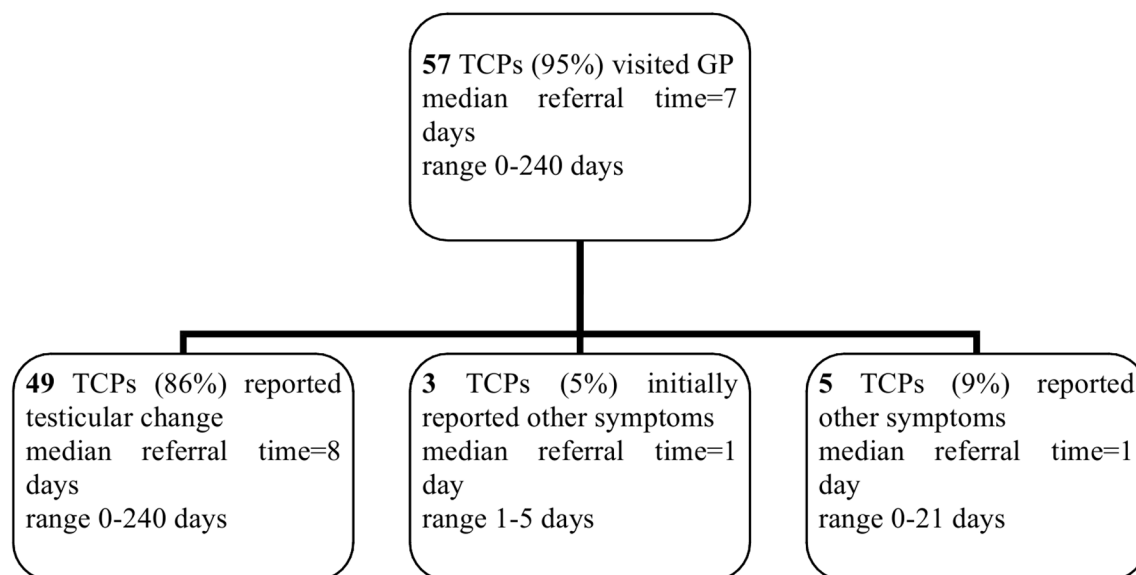 57 TCPs (95%) visited GP
median referral time=7
days
range 0-240 days
49 TCPs (86%) reported
testicular change
median referral time=8
days
range 0-240 days
3 TCPs (5%) initially
reported other symptoms
median referral time=1
day
range 1-5 days
5 TCPs (9%) reported
other symptoms
median referral time=1
day
range 0-21 days